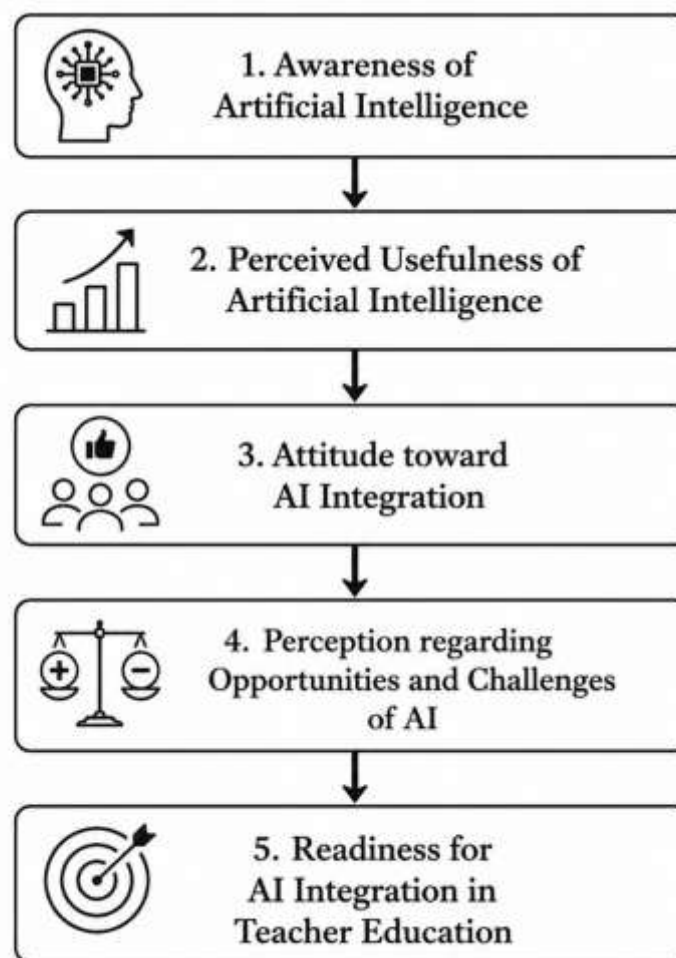 1. Awareness of
Artificial Intelligence
2. Perceived Usefulness of
Artificial Intelligence
3. Attitude toward
AI Integration
4. Perception regarding
Opportunities and Challenges
of AI
5. Readiness for
AI Integration in
Teacher Education